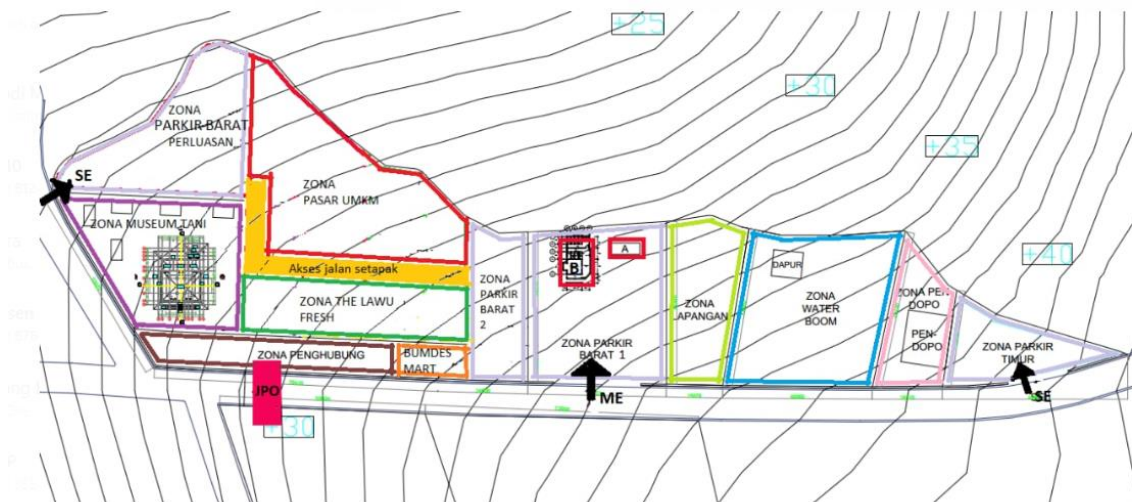 +25
+30
+35
+40
ZONA
PARKIR BARAT
PERLUASAN
SE
ZONA
PASAR UMKM
ZONA MUSEUM TANI
Akses jalan setapak
ZONA THE LAWU
FRESH
ZONA PENGHUBUNG
BUMDES
MART
JPO
+30
ZONA
PARKIR
BARAT
2
B
A
ZONA PARKIR
BARAT 1
ME
ZONA
LAPANGAN
DAPUR
ZONA
WATER
BOOM
ZONA PEN-
DOPO
PEN-
DOPO
ZONA PARKIR
TIMUR
SE